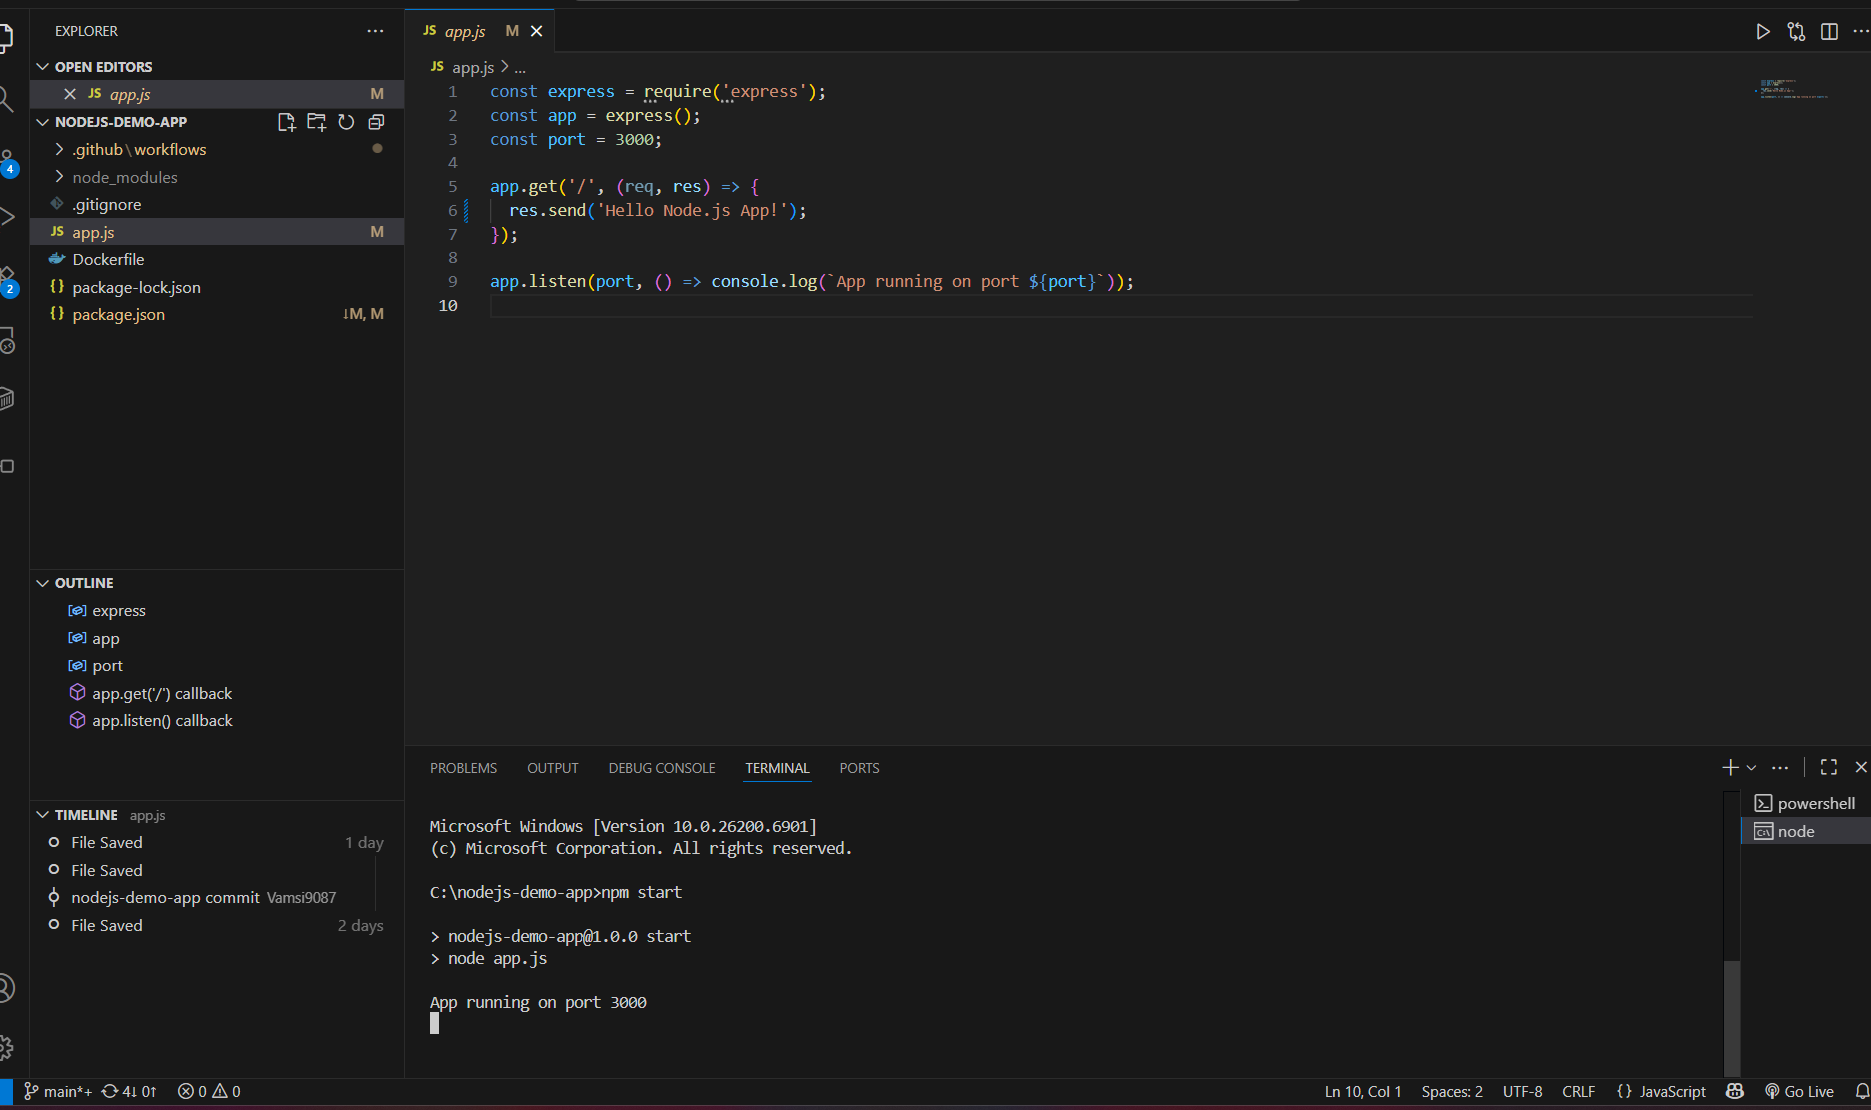 EXPLORER
OPEN EDITORS
JS app.js M
NODEJS-DEMO-APP
.github\workflows
node_modules
.gitignore
JS app.js M
Dockerfile
{} package-lock.json
{} package.json ↓M, M
OUTLINE
express
app
port
app.get('/') callback
app.listen() callback
TIMELINE app.js
File Saved 1 day
File Saved
nodejs-demo-app commit Vamsi9087
File Saved 2 days
4
2
JS app.js M
JS app.js > ...
1 const express = require('express');
2 const app = express();
3 const port = 3000;
4
5 app.get('/', (req, res) => {
6 res.send('Hello Node.js App!');
7 });
8
9 app.listen(port, () => console.log(`App running on port ${port}`));
10
PROBLEMS OUTPUT DEBUG CONSOLE TERMINAL PORTS
Microsoft Windows [Version 10.0.26200.6901]
(c) Microsoft Corporation. All rights reserved.
C:\nodejs-demo-app>npm start
> nodejs-demo-app@1.0.0 start
> node app.js
App running on port 3000
powershell
node
main*+ 4↓ 0↑ 0 0 Ln 10, Col 1 Spaces: 2 UTF-8 CRLF {} JavaScript Go Live